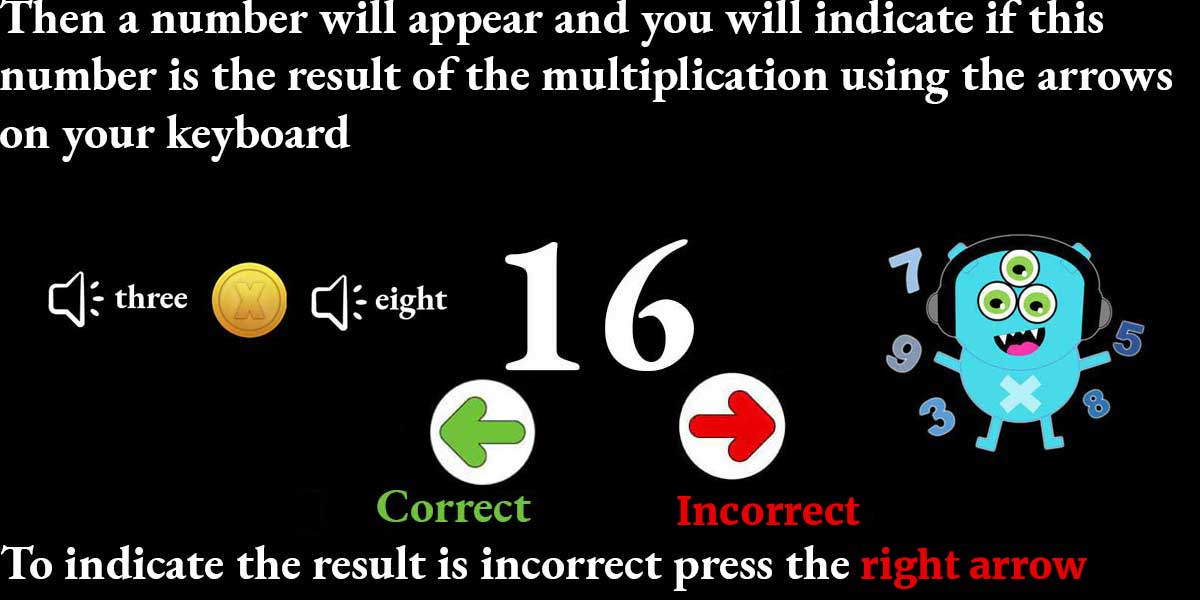 Then a number will appear and you will indicate if this
number is the result of the multiplication using the arrows
on your keyboard
three X eight 16
7
9
3
5
8
Correct Incorrect
To indicate the result is incorrect press the right arrow